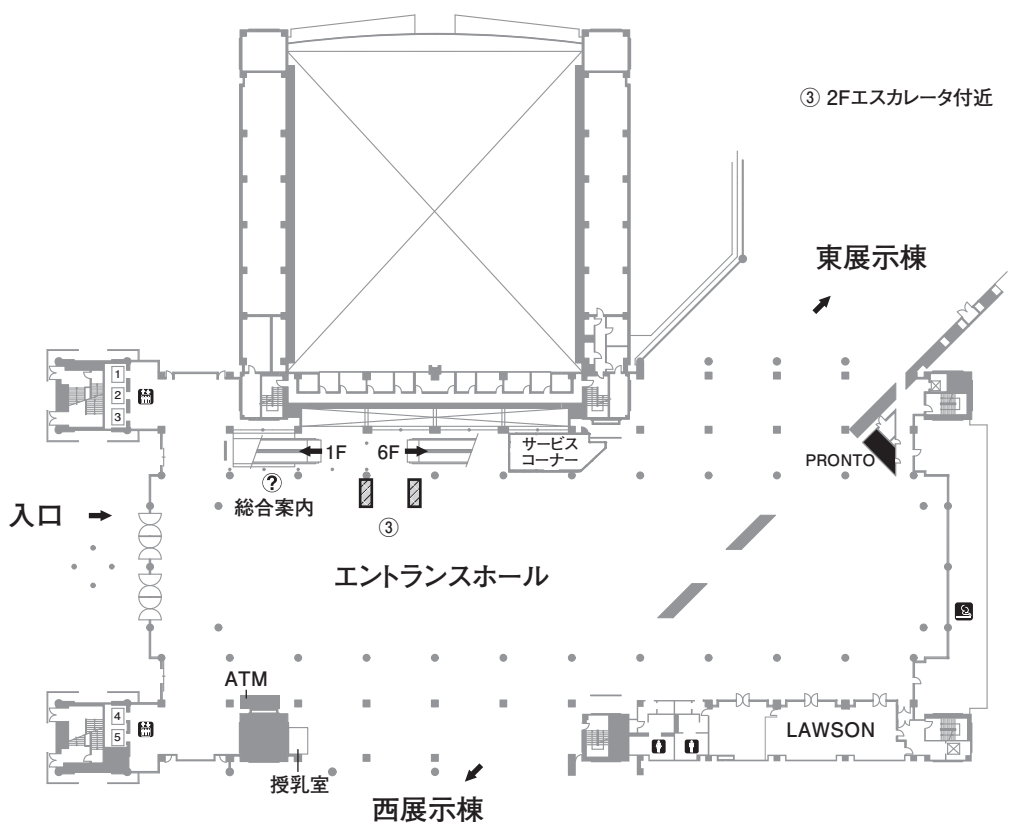 ③ 2Fエスカレータ付近
東展示棟
1
2
3
1F
6F
サービス
コーナー
PRONTO
?
総合案内
入口
③
エントランスホール
ATM
4
5
LAWSON
授乳室
西展示棟